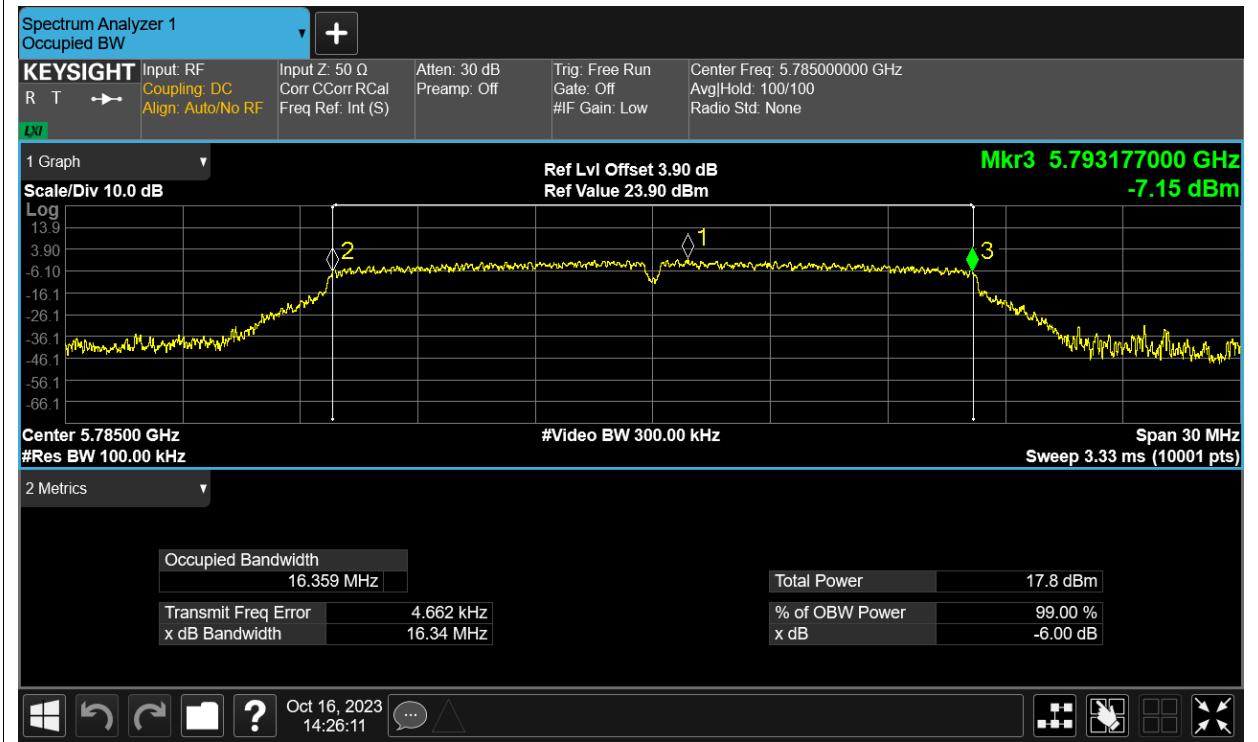 Spectrum Analyzer 1
Occupied BW
+
KEYSIGHT
R T
LXI
Input: RF
Coupling: DC
Align: Auto/No RF
Input Z: 50 Ω
Corr CCorr RCal
Freq Ref: Int (S)
Atten: 30 dB
Preamp: Off
Trig: Free Run
Gate: Off
#IF Gain: Low
Center Freq: 5.785000000 GHz
Avg|Hold: 100/100
Radio Std: None
1 Graph
Scale/Div 10.0 dB
Ref Lvl Offset 3.90 dB
Ref Value 23.90 dBm
Mkr3 5.793177000 GHz
-7.15 dBm
Log
13.9
3.90
-6.10
-16.1
-26.1
-36.1
-46.1
-56.1
-66.1
2
1
3
Center 5.78500 GHz
#Res BW 100.00 kHz
#Video BW 300.00 kHz
Span 30 MHz
Sweep 3.33 ms (10001 pts)
2 Metrics
Occupied Bandwidth
16.359 MHz
Transmit Freq Error 4.662 kHz
x dB Bandwidth 16.34 MHz
Total Power 17.8 dBm
% of OBW Power 99.00 %
x dB -6.00 dB
?
Oct 16, 2023
14:26:11